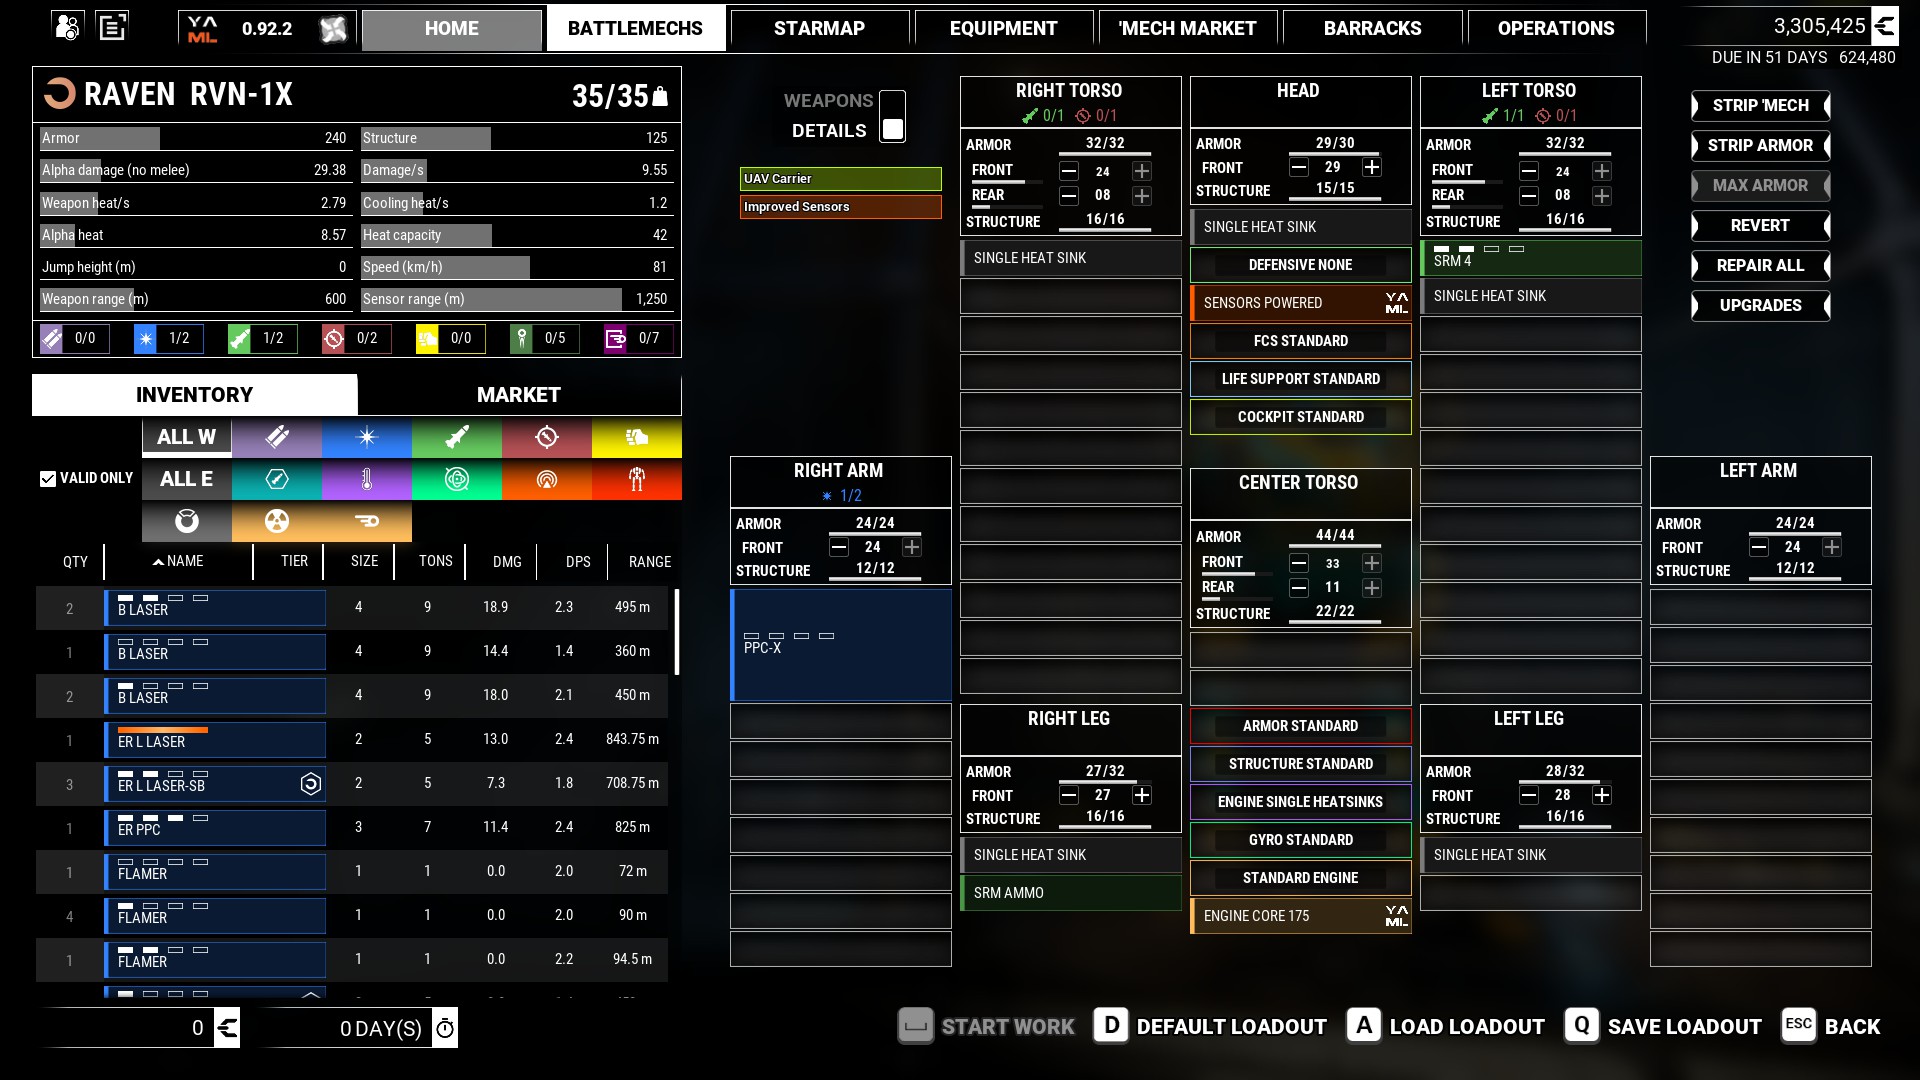 YAML 0.92.2 HOME BATTLEMECHS STARMAP EQUIPMENT 'MECH MARKET BARRACKS OPERATIONS 3,305,425
DUE IN 51 DAYS 624,480
RAVEN RVN-1X 35/35
Armor 240 Structure 125
Alpha damage (no melee) 29.38 Damage/s 9.55
Weapon heat/s 2.79 Cooling heat/s 1.2
Alpha heat 8.57 Heat capacity 42
Jump height (m) 0 Speed (km/h) 81
Weapon range (m) 600 Sensor range (m) 1,250
0/0 1/2 1/2 0/2 0/0 0/5 0/7
INVENTORY MARKET
ALL W
VALID ONLY ALL E
QTY NAME TIER SIZE TONS DMG DPS RANGE
2 B LASER 4 9 18.9 2.3 495 m
1 B LASER 4 9 14.4 1.4 360 m
2 B LASER 4 9 18.0 2.1 450 m
1 ER L LASER 2 5 13.0 2.4 843.75 m
3 ER L LASER-SB 2 5 7.3 1.8 708.75 m
1 ER PPC 3 7 11.4 2.4 825 m
1 FLAMER 1 1 0.0 2.0 72 m
4 FLAMER 1 1 0.0 2.0 90 m
1 FLAMER 1 1 0.0 2.2 94.5 m
0 0 DAY(S)
WEAPONS
DETAILS
UAV Carrier
Improved Sensors
RIGHT ARM
1/2
ARMOR 24/24
FRONT 24
STRUCTURE 12/12
PPC-X
RIGHT TORSO
0/1 0/1
ARMOR 32/32
FRONT 24
REAR 08
STRUCTURE 16/16
SINGLE HEAT SINK
RIGHT LEG
ARMOR 27/32
FRONT 27
STRUCTURE 16/16
SINGLE HEAT SINK
SRM AMMO
HEAD
ARMOR 29/30
FRONT 29
STRUCTURE 15/15
SINGLE HEAT SINK
DEFENSIVE NONE
SENSORS POWERED YAML
FCS STANDARD
LIFE SUPPORT STANDARD
COCKPIT STANDARD
CENTER TORSO
ARMOR 44/44
FRONT 33
REAR 11
STRUCTURE 22/22
ARMOR STANDARD
STRUCTURE STANDARD
ENGINE SINGLE HEATSINKS
GYRO STANDARD
STANDARD ENGINE
ENGINE CORE 175 YAML
LEFT TORSO
1/1 0/1
ARMOR 32/32
FRONT 24
REAR 08
STRUCTURE 16/16
SRM 4
SINGLE HEAT SINK
LEFT LEG
ARMOR 28/32
FRONT 28
STRUCTURE 16/16
SINGLE HEAT SINK
LEFT ARM
ARMOR 24/24
FRONT 24
STRUCTURE 12/12
STRIP 'MECH
STRIP ARMOR
MAX ARMOR
REVERT
REPAIR ALL
UPGRADES
START WORK D DEFAULT LOADOUT A LOAD LOADOUT Q SAVE LOADOUT ESC BACK